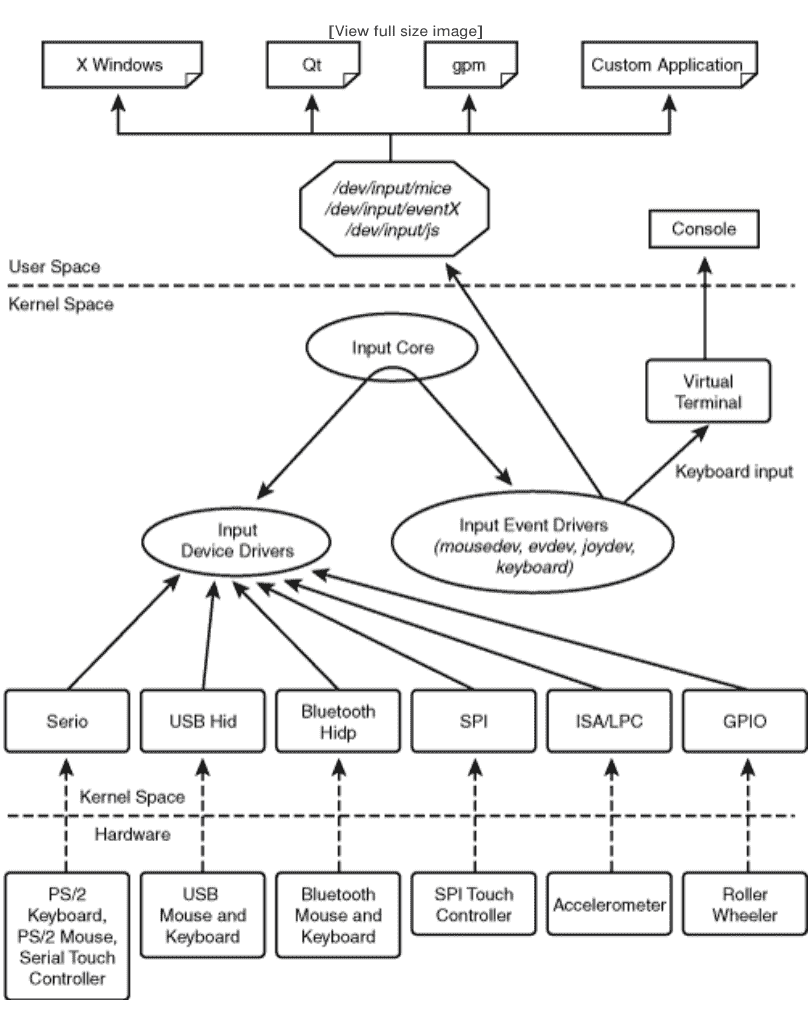 [View full size image]
X Windows
Qt
gpm
Custom Application
/dev/input/mice
/dev/input/eventX
/dev/input/js
Console
User Space
Kernel Space
Input Core
Virtual
Terminal
Keyboard input
Input
Device Drivers
Input Event Drivers
(mousedev, evdev, joydev,
keyboard)
Serio
USB Hid
Bluetooth
Hidp
SPI
ISA/LPC
GPIO
Kernel Space
Hardware
PS/2
Keyboard,
PS/2 Mouse,
Serial Touch
Controller
USB
Mouse and
Keyboard
Bluetooth
Mouse and
Keyboard
SPI Touch
Controller
Accelerometer
Roller
Wheeler